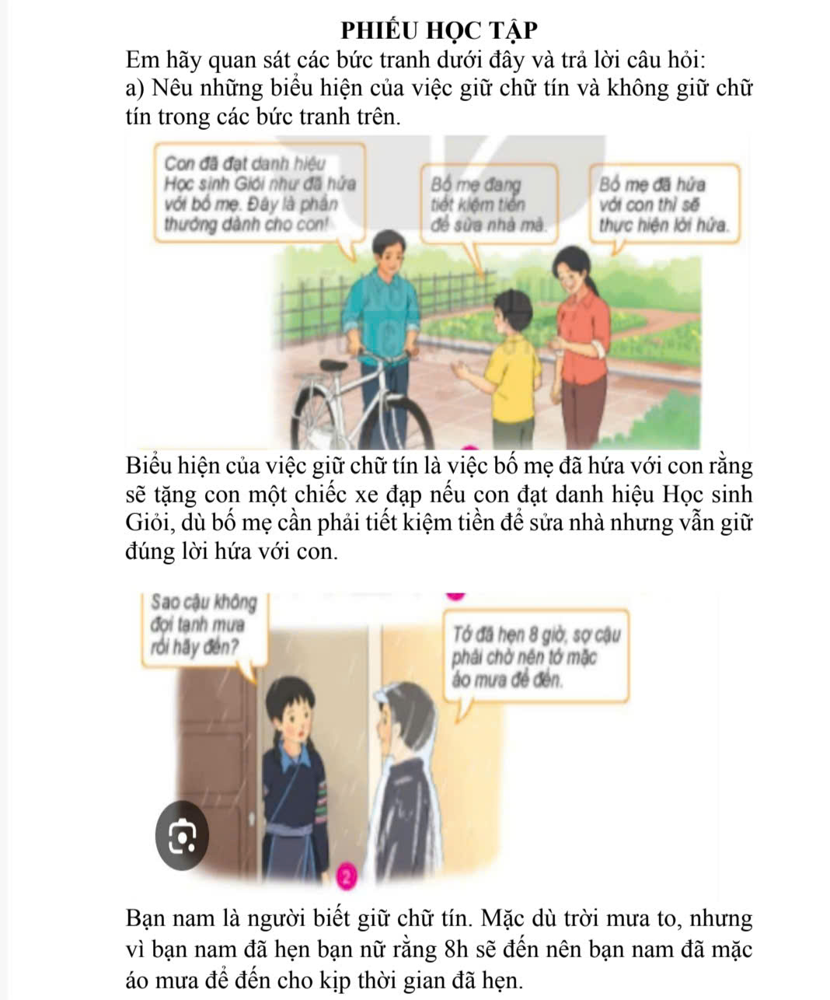 PHIẾU HỌC TẬP
Em hãy quan sát các bức tranh dưới đây và trả lời câu hỏi:
a) Nêu những biểu hiện của việc giữ chữ tín và không giữ chữ
tín trong các bức tranh trên.
Con đã đạt danh hiệu
Học sinh Giỏi như đã hứa
với bố mẹ. Đây là phần
thưởng dành cho con!
Bố mẹ đang
tiết kiệm tiền
để sửa nhà mà.
Bố mẹ đã hứa
với con thì sẽ
thực hiện lời hứa.
Biểu hiện của việc giữ chữ tín là việc bố mẹ đã hứa với con rằng
sẽ tặng con một chiếc xe đạp nếu con đạt danh hiệu Học sinh
Giỏi, dù bố mẹ cần phải tiết kiệm tiền để sửa nhà nhưng vẫn giữ
đúng lời hứa với con.
Sao cậu không
đợi tạnh mưa
rồi hãy đến?
Tớ đã hẹn 8 giờ, sợ cậu
phải chờ nên tớ mặc
áo mưa để đến.
2
Bạn nam là người biết giữ chữ tín. Mặc dù trời mưa to, nhưng
vì bạn nam đã hẹn bạn nữ rằng 8h sẽ đến nên bạn nam đã mặc
áo mưa để đến cho kịp thời gian đã hẹn.